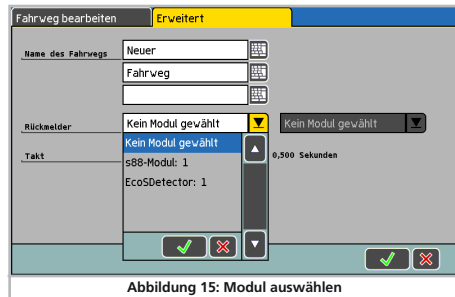 Fahrweg bearbeiten
Erweitert
Name des Fahrwegs
Neuer
Fahrweg
Rückmelder
Kein Modul gewählt
Kein Modul gewählt
Kein Modul gewählt
s88-Modul: 1
EcoSDetector: 1
Takt
0,500 Sekunden
Abbildung 15: Modul auswählen